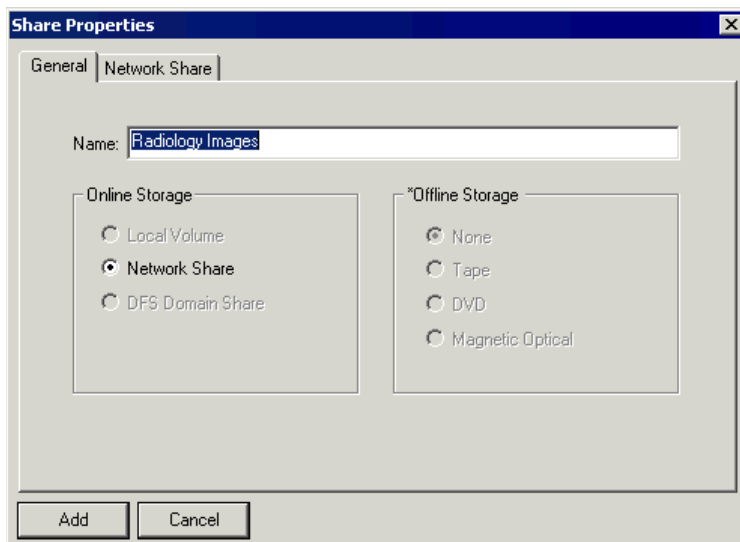 Share Properties
General Network Share
Name: Radiology Images
Online Storage
Local Volume
Network Share
DFS Domain Share
*Offline Storage
None
Tape
DVD
Magnetic Optical
Add Cancel